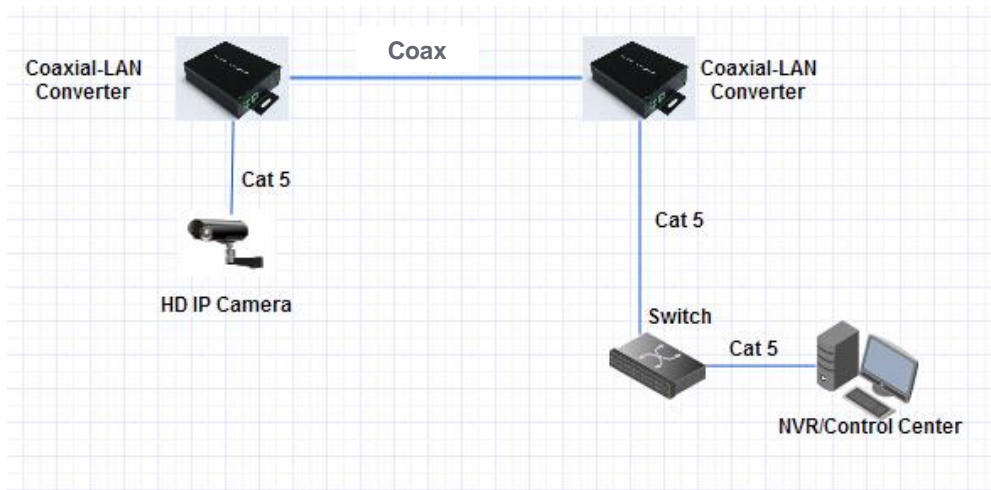 Coax
Coaxial-LAN
Converter
Coaxial-LAN
Converter
Cat 5
Cat 5
HD IP Camera
Switch
Cat 5
NVR/Control Center